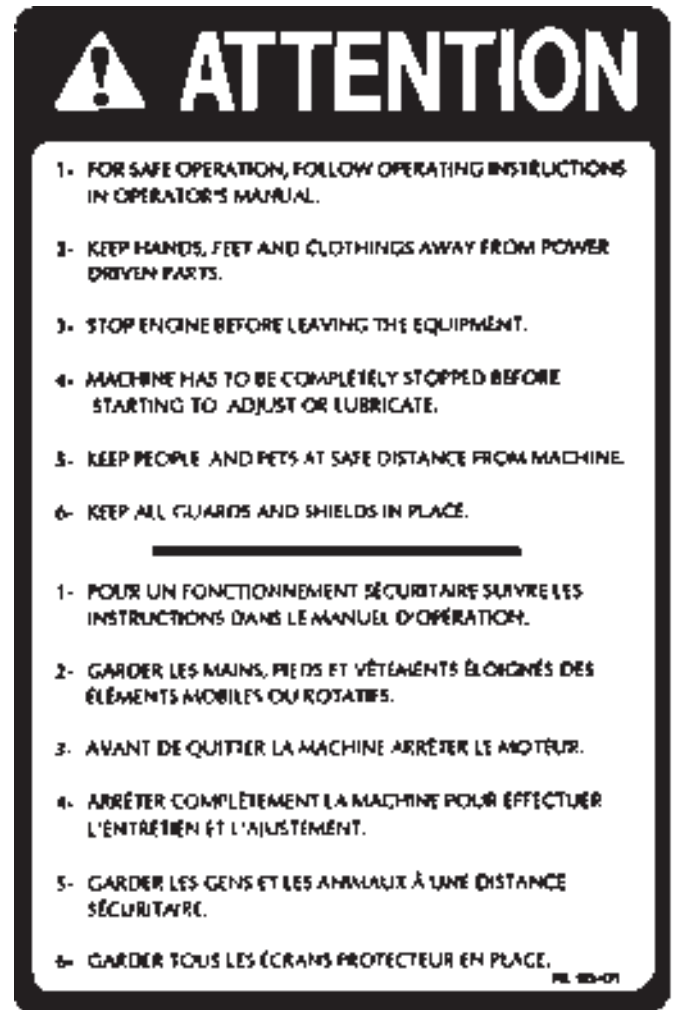 ATTENTION
1- FOR SAFE OPERATION, FOLLOW OPERATING INSTRUCTIONS
IN OPERATOR'S MANUAL.
2- KEEP HANDS, FEET AND CLOTHINGS AWAY FROM POWER
DRIVEN PARTS.
3- STOP ENGINE BEFORE LEAVING THE EQUIPMENT.
4- MACHINE HAS TO BE COMPLETELY STOPPED BEFORE
STARTING TO ADJUST OR LUBRICATE.
5- KEEP PEOPLE AND PETS AT SAFE DISTANCE FROM MACHINE.
6- KEEP ALL GUARDS AND SHIELDS IN PLACE.
1- POUR UN FONCTIONNEMENT SÉCURITAIRE SUIVRE LES
INSTRUCTIONS DANS LE MANUEL D'OPÉRATION.
2- GARDER LES MAINS, PIEDS ET VÊTEMENTS ÉLOIGNÉS DES
ÉLÉMENTS MOBILES OU ROTATIFS.
3- AVANT DE QUITTER LA MACHINE ARRÊTER LE MOTEUR.
4- ARRÊTER COMPLÈTEMENT LA MACHINE POUR EFFECTUER
L'ENTRETIEN ET L'AJUSTEMENT.
5- GARDER LES GENS ET LES ANIMAUX À UNE DISTANCE
SÉCURITAIRE.
6- GARDER TOUS LES ÉCRANS PROTECTEUR EN PLACE.